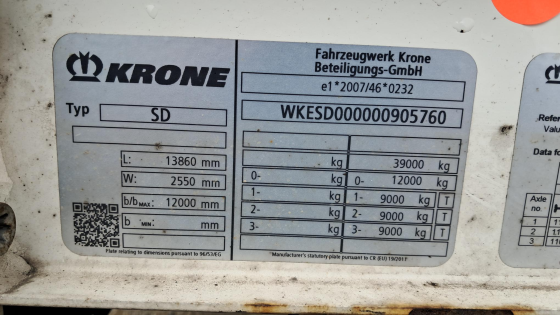 KRONE
Fahrzeugwerk Krone
Beteiligungs-GmbH
e1*2007/46*0232
Typ SD
WKESD000000905760
L: 13860 mm
W: 2550 mm
b/bMAX: 12000 mm
b MIN: mm
kg 39000 kg
0- kg 0- 12000 kg
1- kg 1- 9000 kg T
2- kg 2- 9000 kg T
3- kg 3- 9000 kg T
Plate relating to dimensions pursuant to 96/53/EG
"Manufacturer's statutory plate pursuant to CR (EU) 19/2011"
Data fo
Axle
no.
1
2
3